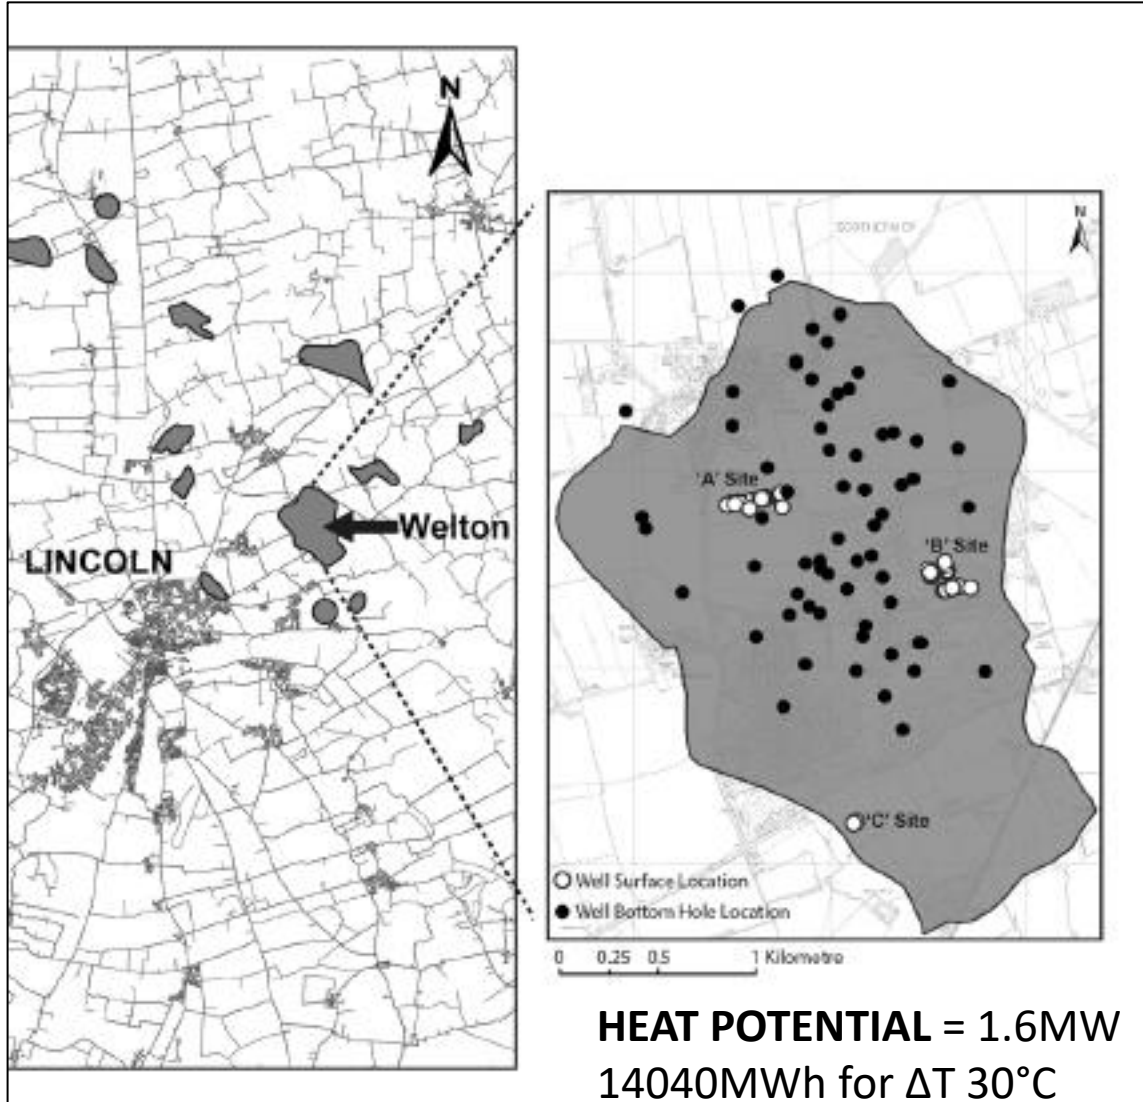 N
Welton
LINCOLN
N
'A' Site
'B' Site
'C' Site
Well Surface Location
Well Bottom Hole Location
0 0.25 0.5 1 Kilometre
HEAT POTENTIAL = 1.6MW
14040MWh for ΔT 30°C